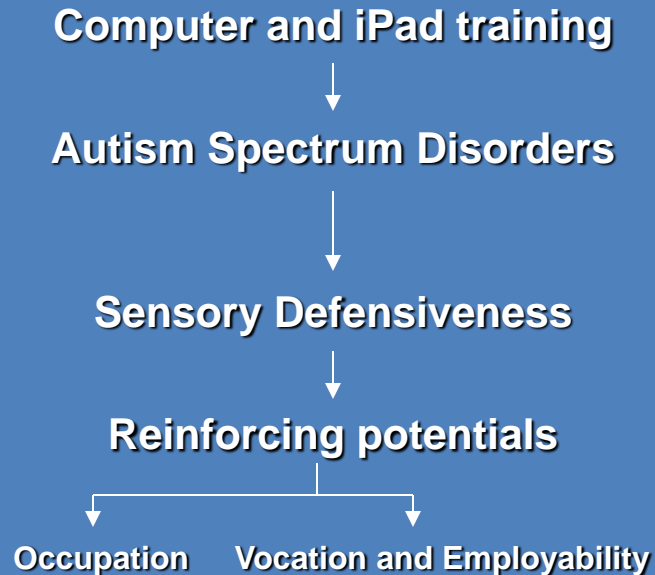 Computer and iPad training
Autism Spectrum Disorders
Sensory Defensiveness
Reinforcing potentials
Occupation Vocation and Employability